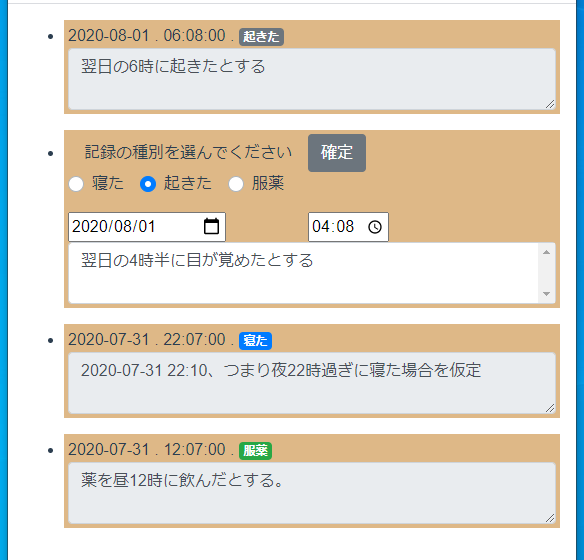 2020-08-01 . 06:08:00 . 起きた
翌日の6時に起きたとする
記録の種別を選んでください 確定
寝た 起きた 服薬
2020/08/01 04:08
翌日の4時半に目が覚めたとする
2020-07-31 . 22:07:00 . 寝た
2020-07-31 22:10、つまり夜22時過ぎに寝た場合を仮定
2020-07-31 . 12:07:00 . 服薬
薬を昼12時に飲んだとする。